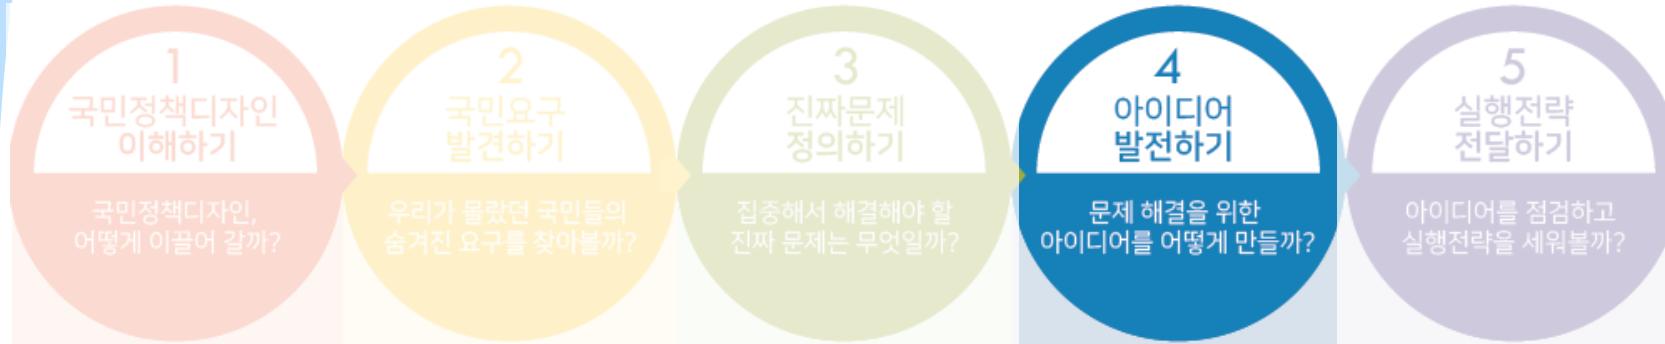 1
국민정책디자인
이해하기
국민정책디자인,
어떻게 이끌어 갈까?
2
국민요구
발견하기
우리가 몰랐던 국민들의
숨겨진 요구를 찾아볼까?
3
진짜문제
정의하기
집중해서 해결해야 할
진짜 문제는 무엇일까?
4
아이디어
발전하기
문제 해결을 위한
아이디어를 어떻게 만들까?
5
실행전략
전달하기
아이디어를 점검하고
실행전략을 세워볼까?